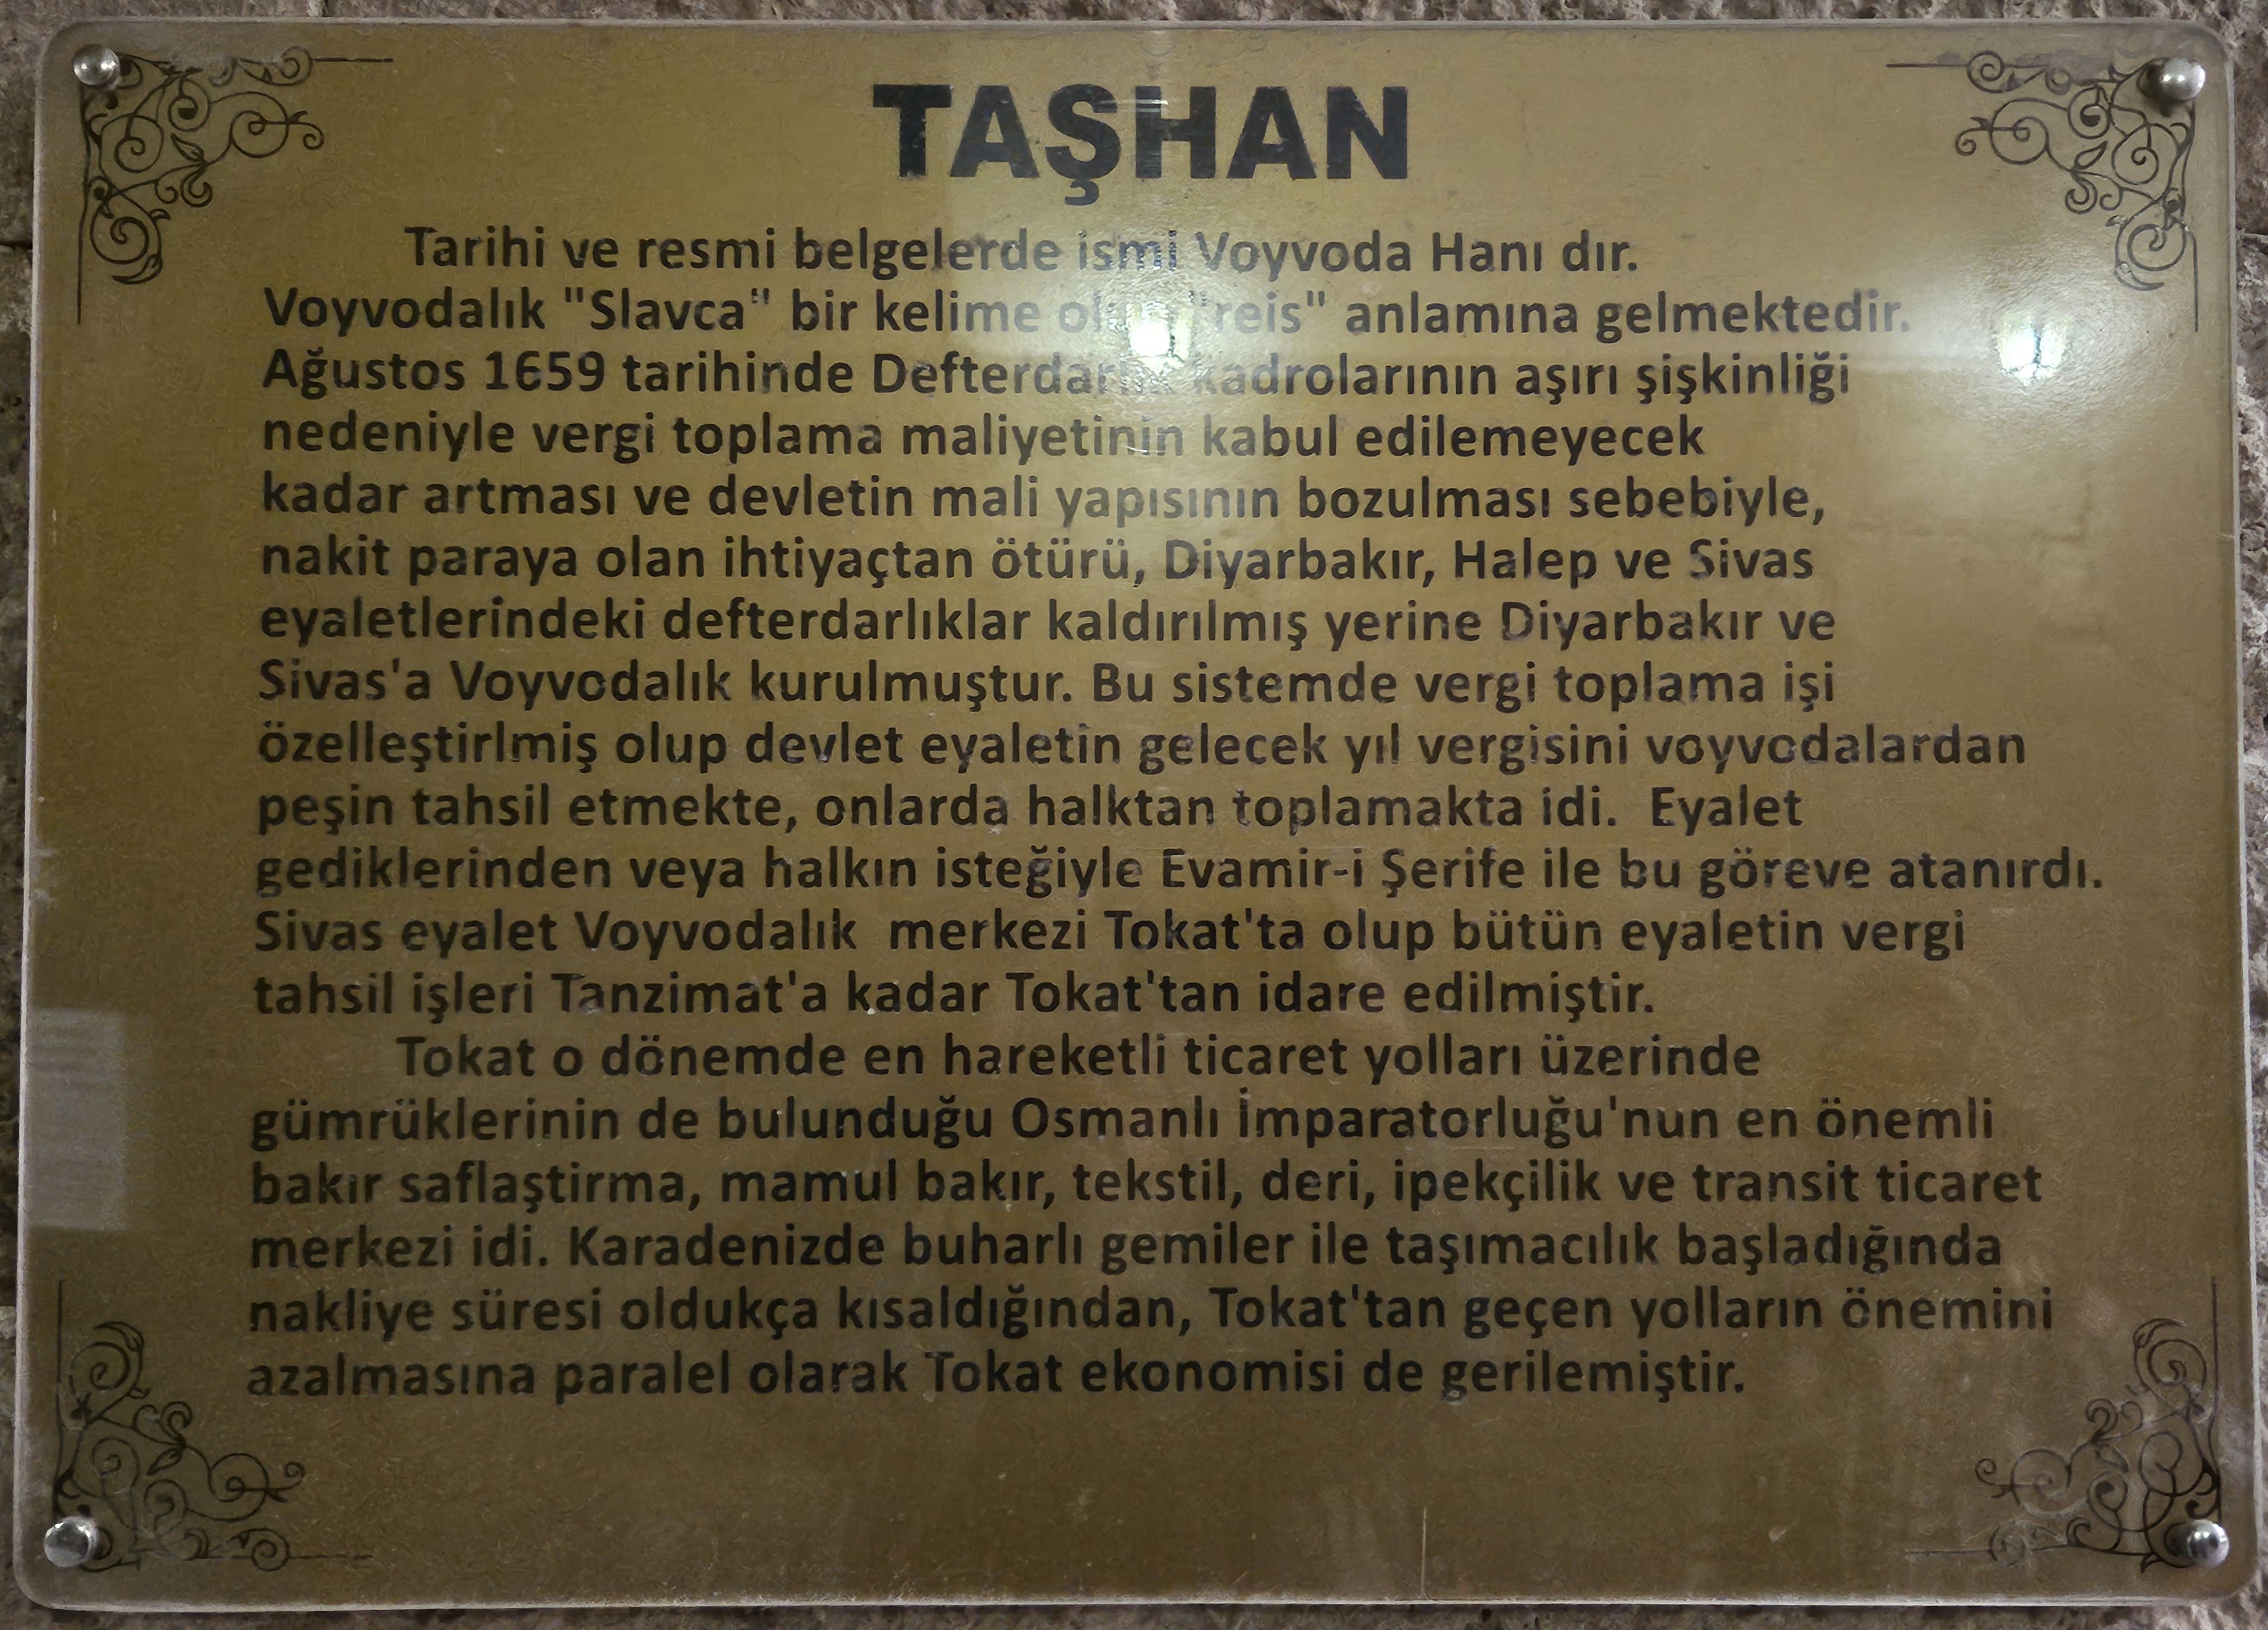 TAŞHAN
Tarihi ve resmi belgelerde ismi Voyvoda Hanı dır.
Voyvodalık "Slavca" bir kelime olup "reis" anlamına gelmektedir.
Ağustos 1659 tarihinde Defterdarlık kadrolarının aşırı şişkinliği
nedeniyle vergi toplama maliyetinin kabul edilemeyecek
kadar artması ve devletin mali yapısının bozulması sebebiyle,
nakit paraya olan ihtiyaçtan ötürü, Diyarbakır, Halep ve Sivas
eyaletlerindeki defterdarlıklar kaldırılmış yerine Diyarbakır ve
Sivas'a Voyvodalık kurulmuştur. Bu sistemde vergi toplama işi
özelleştirlmiş olup devlet eyaletin gelecek yıl vergisini voyvodalardan
peşin tahsil etmekte, onlarda halktan toplamakta idi. Eyalet
gediklerinden veya halkın isteğiyle Evamir-i Şerife ile bu göreve atanırdı.
Sivas eyalet Voyvodalık merkezi Tokat'ta olup bütün eyaletin vergi
tahsil işleri Tanzimat'a kadar Tokat'tan idare edilmiştir.
Tokat o dönemde en hareketli ticaret yolları üzerinde
gümrüklerinin de bulunduğu Osmanlı İmparatorluğu'nun en önemli
bakır saflaştirma, mamul bakır, tekstil, deri, ipekçilik ve transit ticaret
merkezi idi. Karadenizde buharlı gemiler ile taşımacılık başladığında
nakliye süresi oldukça kısaldığından, Tokat'tan geçen yolların önemini
azalmasına paralel olarak Tokat ekonomisi de gerilemiştir.